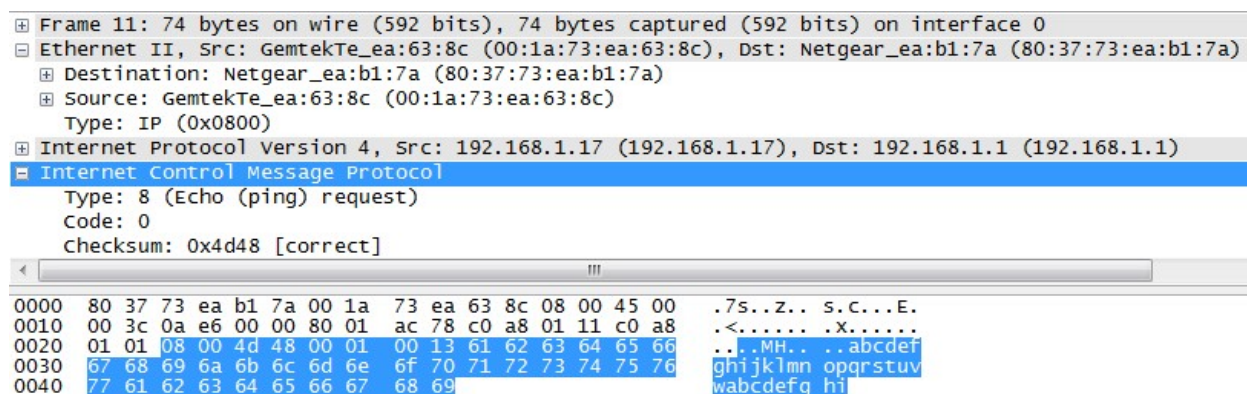 Frame 11: 74 bytes on wire (592 bits), 74 bytes captured (592 bits) on interface 0
Ethernet II, Src: GemtekTe_ea:63:8c (00:1a:73:ea:63:8c), Dst: Netgear_ea:b1:7a (80:37:73:ea:b1:7a)
Destination: Netgear_ea:b1:7a (80:37:73:ea:b1:7a)
Source: GemtekTe_ea:63:8c (00:1a:73:ea:63:8c)
Type: IP (0x0800)
Internet Protocol Version 4, Src: 192.168.1.17 (192.168.1.17), Dst: 192.168.1.1 (192.168.1.1)
Internet Control Message Protocol
Type: 8 (Echo (ping) request)
Code: 0
Checksum: 0x4d48 [correct]
0000 80 37 73 ea b1 7a 00 1a 73 ea 63 8c 08 00 45 00 .7s..z.. s.c...E.
0010 00 3c 0a e6 00 00 80 01 ac 78 c0 a8 01 11 c0 a8 .<...... .x......
0020 01 01 08 00 4d 48 00 01 00 13 61 62 63 64 65 66 ....MH.. ..abcdef
0030 67 68 69 6a 6b 6c 6d 6e 6f 70 71 72 73 74 75 76 ghijklmn opqrstuv
0040 77 61 62 63 64 65 66 67 68 69 wabcdefg hi